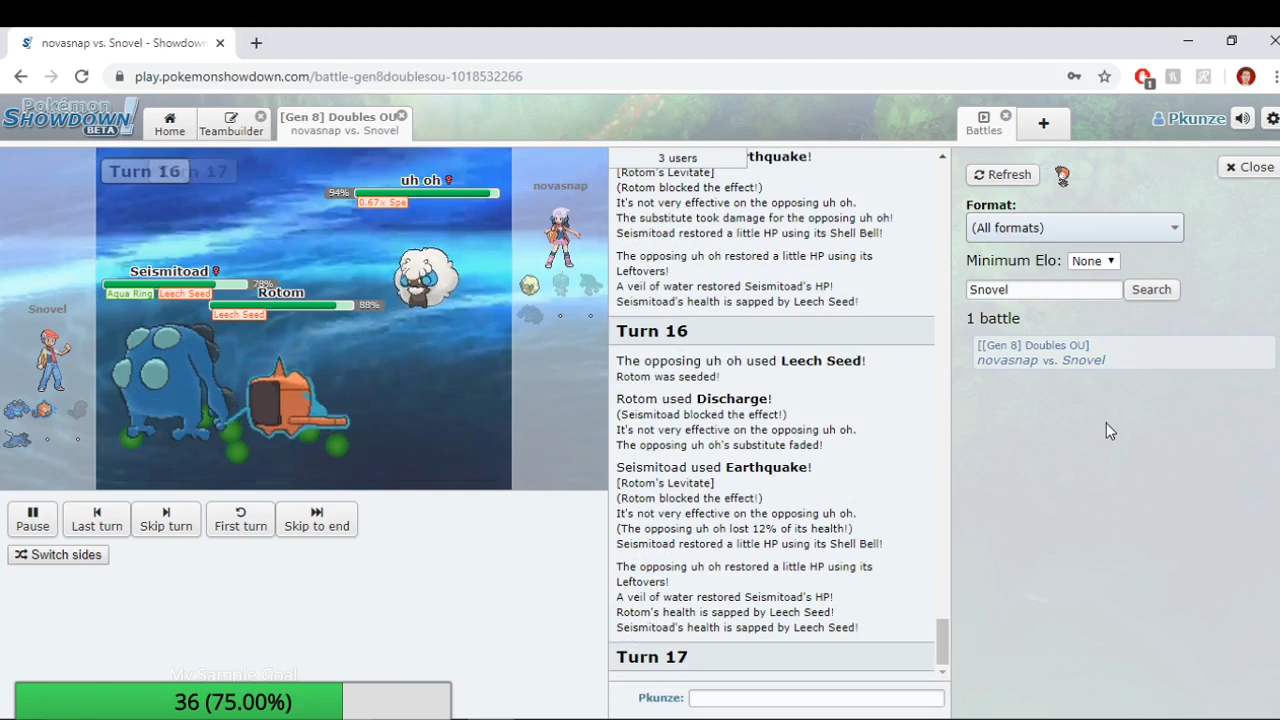 novasnap vs. Snovel - Showdown
play.pokemonshowdown.com/battle-gen8doublesou-1018532266
1
Pokémon
SHOWDOWN!
BETA
Home
Teambuilder
[Gen 8] Doubles OU
novasnap vs. Snovel
Battles
Pkunze
Turn 16
Turn 17
uh oh
94%
0.67× Spe
novasnap
Seismitoad
Aqua Ring
Leech Seed
Rotom
88%
Leech Seed
Snovel
3 users
[Rotom's Levitate]
(Rotom blocked the effect!)
It's not very effective on the opposing uh oh.
The substitute took damage for the opposing uh oh!
Seismitoad restored a little HP using its Shell Bell!
The opposing uh oh restored a little HP using its
Leftovers!
A veil of water restored Seismitoad's HP!
Seismitoad's health is sapped by Leech Seed!
Turn 16
The opposing uh oh used Leech Seed!
Rotom was seeded!
Rotom used Discharge!
(Seismitoad blocked the effect!)
It's not very effective on the opposing uh oh.
The opposing uh oh's substitute faded!
Seismitoad used Earthquake!
[Rotom's Levitate]
(Rotom blocked the effect!)
It's not very effective on the opposing uh oh.
(The opposing uh oh lost 12% of its health!)
Seismitoad restored a little HP using its Shell Bell!
The opposing uh oh restored a little HP using its
Leftovers!
A veil of water restored Seismitoad's HP!
Rotom's health is sapped by Leech Seed!
Seismitoad's health is sapped by Leech Seed!
Turn 17
Pkunze:
Refresh
Close
Format:
(All formats)
Minimum Elo: None
Snovel
Search
1 battle
[[Gen 8] Doubles OU]
novasnap vs. Snovel
Pause
Last turn
Skip turn
First turn
Skip to end
Switch sides
My Sample Goal
36 (75.00%)